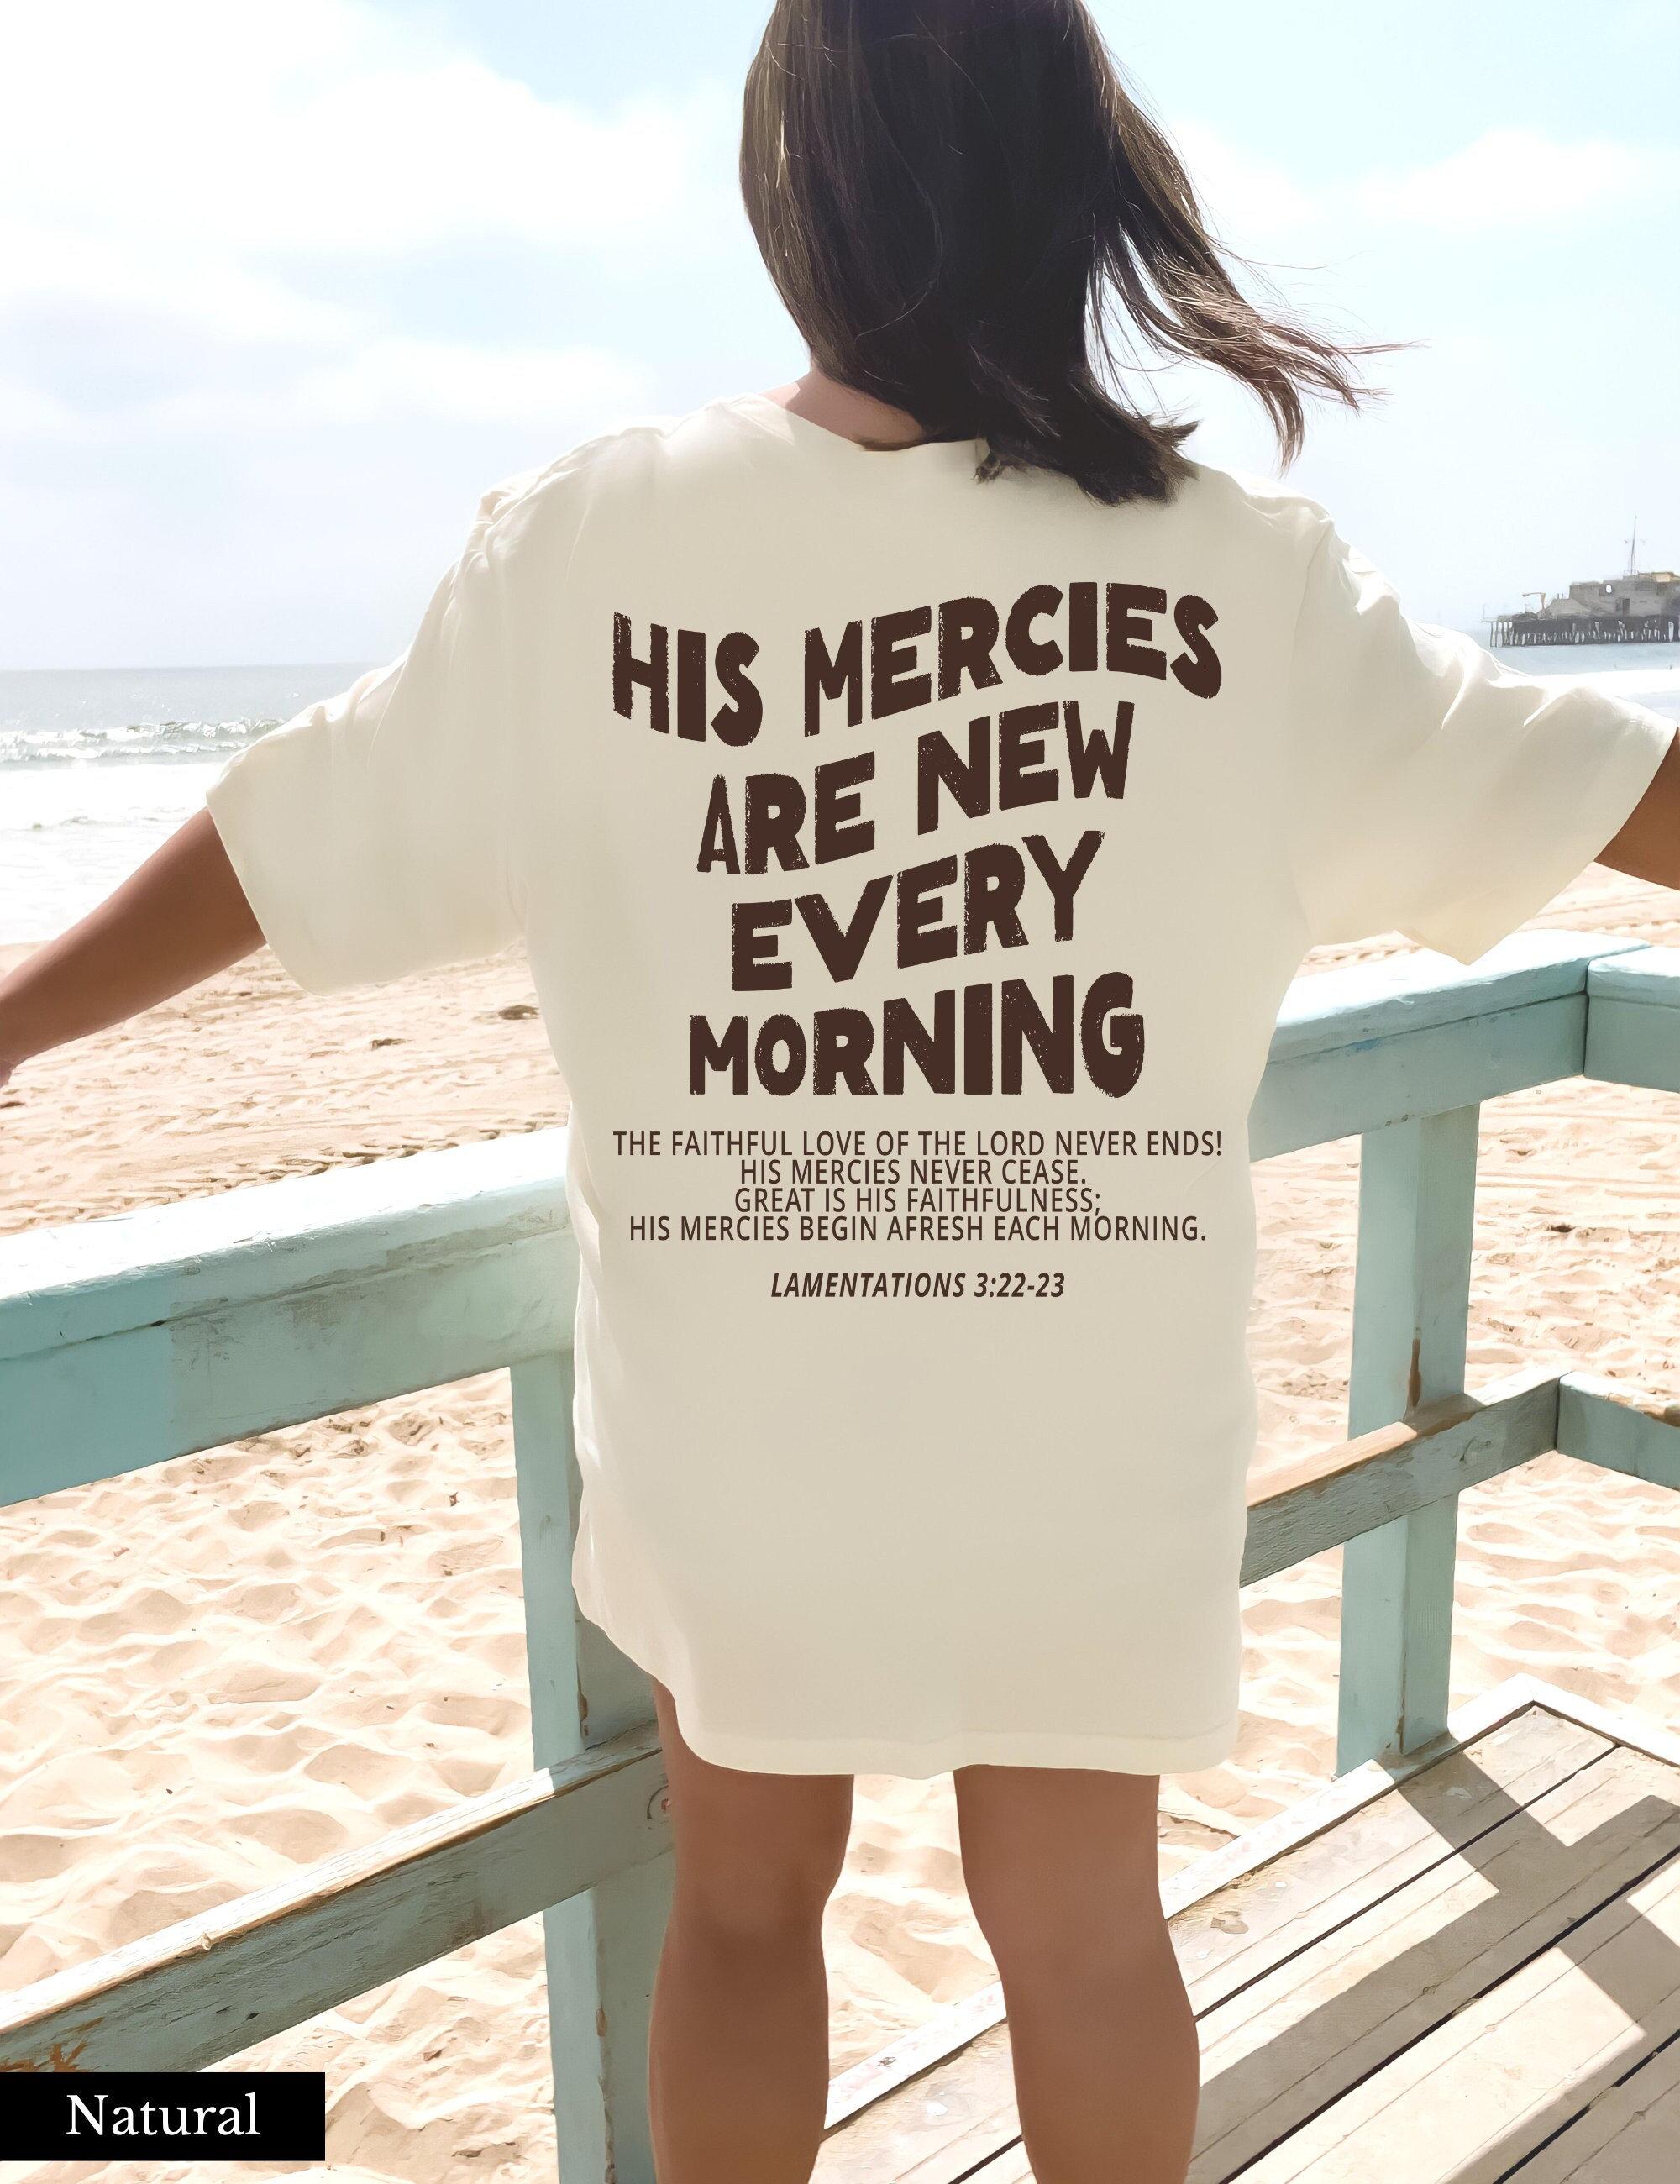 HIS MERCIES
ARE NEW
EVERY
MORNING
THE FAITHFUL LOVE OF THE LORD NEVER ENDS!
HIS MERCIES NEVER CEASE.
GREAT IS HIS FAITHFULNESS;
HIS MERCIES BEGIN AFRESH EACH MORNING.
LAMENTATIONS 3:22-23
Natural